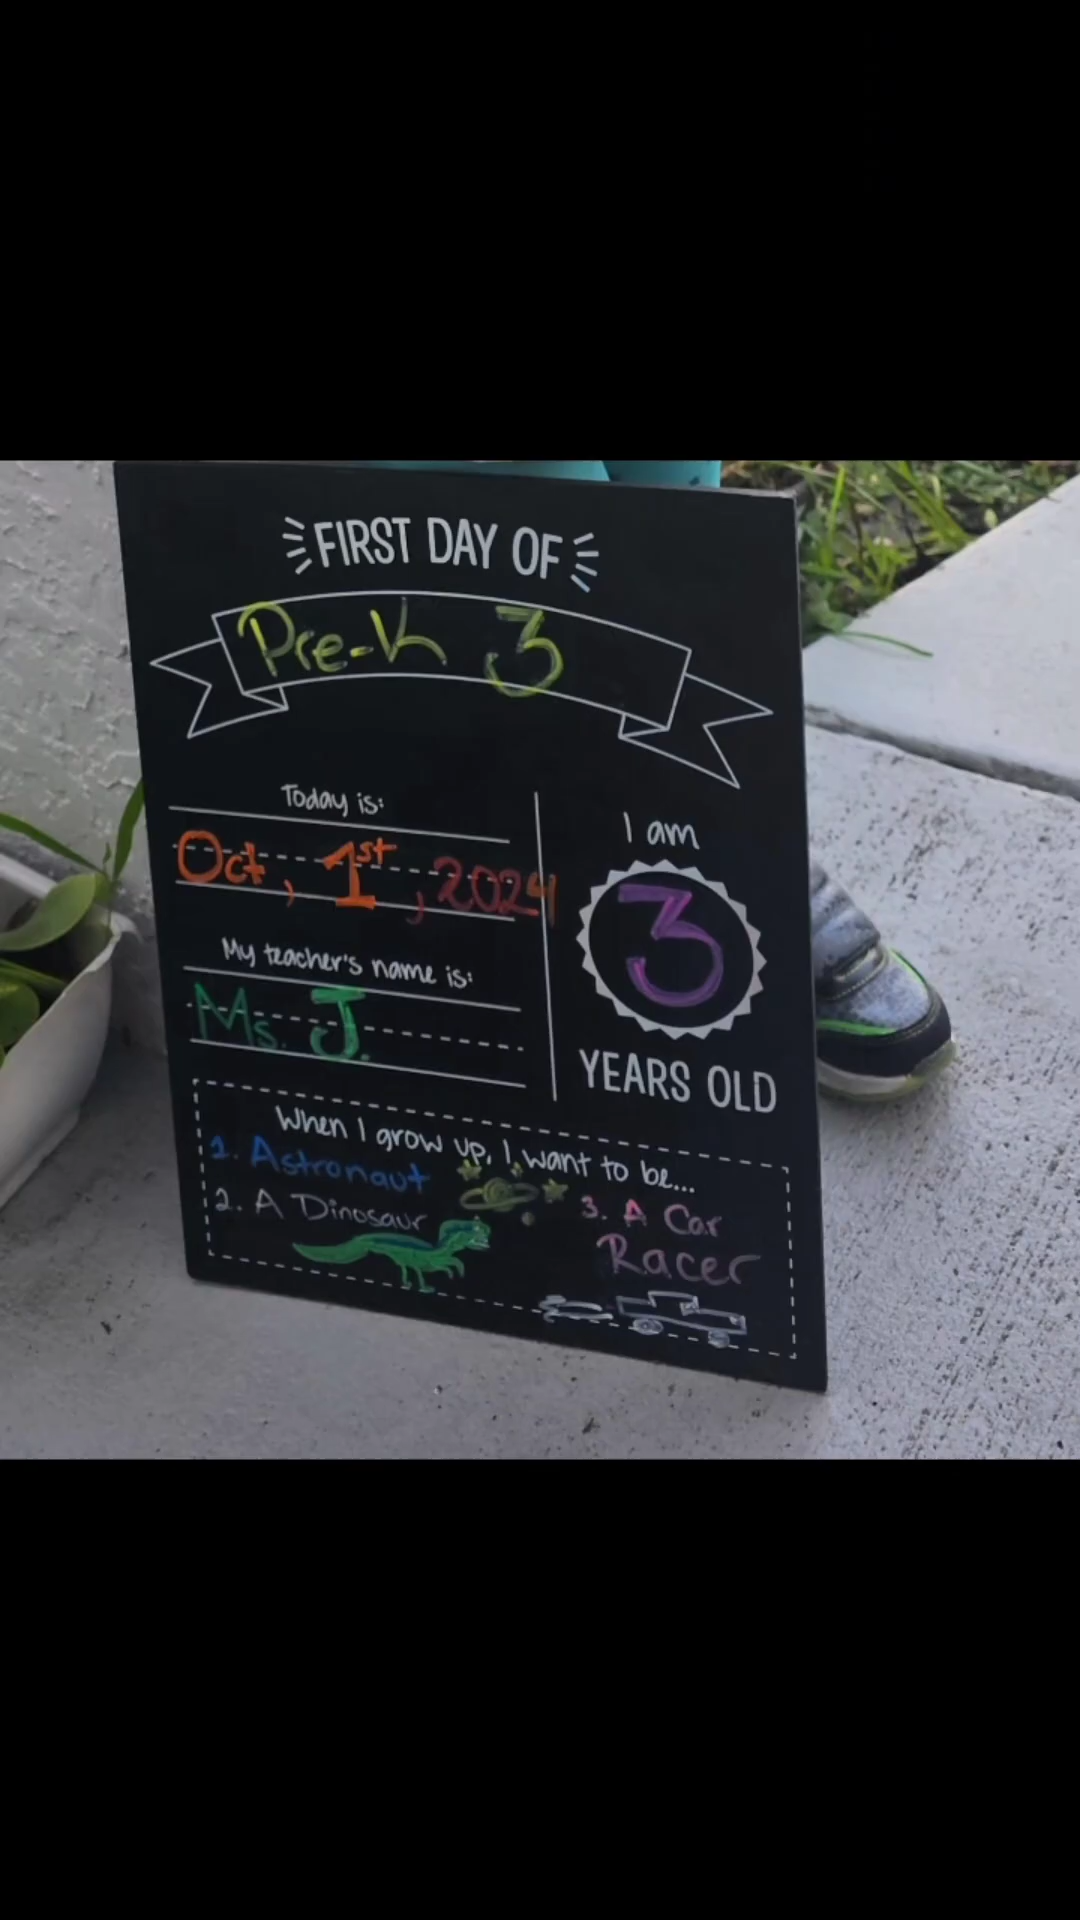 FIRST DAY OF
Pre-K 3
Today is:
Oct, 1st, 2024
My teacher's name is:
Ms. J.
I am
3
YEARS OLD
When I grow up, I want to be...
1. Astronaut
2. A Dinosaur
3. A Car
Racer